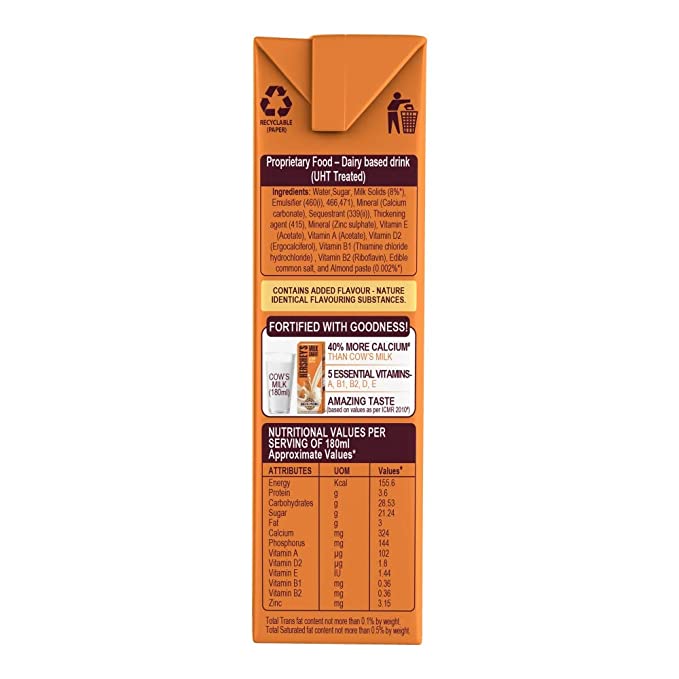 RECYCLABLE
(PAPER)
Proprietary Food – Dairy based drink
(UHT Treated)
Ingredients: Water,Sugar, Milk Solids (8%*),
Emulsifier (460(i), 466,471), Mineral (Calcium
carbonate), Sequestrant (339(ii)), Thickening
agent (415), Mineral (Zinc sulphate), Vitamin E
(Acetate), Vitamin A (Acetate), Vitamin D2
(Ergocalciferol), Vitamin B1 (Thiamine chloride
hydrochloride) , Vitamin B2 (Riboflavin), Edible
common salt, and Almond paste (0.002%*)
CONTAINS ADDED FLAVOUR - NATURE
IDENTICAL FLAVOURING SUBSTANCES.
FORTIFIED WITH GOODNESS!
COW'S
MILK
(180ml)
HERSHEY'S
MILK
SHAKE
40% MORE CALCIUM#
THAN COW'S MILK
5 ESSENTIAL VITAMINS-
A, B1, B2, D, E
AMAZING TASTE
(based on values as per ICMR 2010#)
NUTRITIONAL VALUES PER
SERVING OF 180ml
Approximate Values*
ATTRIBUTES UOM Values*
Energy Kcal 155.6
Protein g 3.6
Carbohydrates g 28.53
Sugar g 21.24
Fat g 3
Calcium mg 324
Phosphorus mg 144
Vitamin A µg 102
Vitamin D2 µg 1.8
Vitamin E IU 1.44
Vitamin B1 mg 0.36
Vitamin B2 mg 0.36
Zinc mg 3.15
Total Trans fat content not more than 0.1% by weight.
Total Saturated fat content not more than 0.5% by weight.